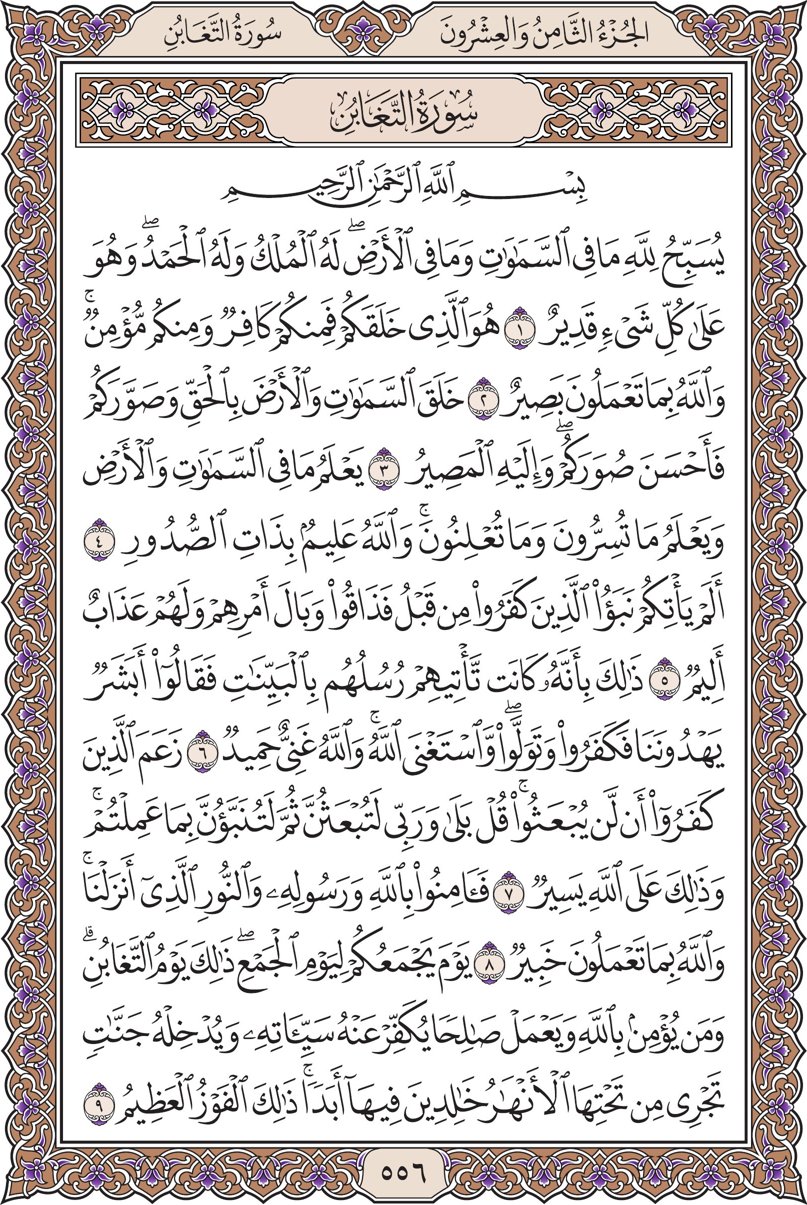 الجُزْءُ الثَّامِنُ وَالعِشْرُونَ
سُورَةُ التَّغَابُنِ
سُورَةُ التَّغَابُنِ
بِسْمِ ٱللَّهِ ٱلرَّحْمَٰنِ ٱلرَّحِيمِ
يُسَبِّحُ لِلَّهِ مَا فِي ٱلسَّمَٰوَٰتِ وَمَا فِي ٱلْأَرْضِۖ لَهُ ٱلْمُلْكُ وَلَهُ ٱلْحَمْدُۖ وَهُوَ
عَلَىٰ كُلِّ شَىْءٍ قَدِيرٌ ١ هُوَ ٱلَّذِى خَلَقَكُمْ فَمِنكُمْ كَافِرٌ وَمِنكُم مُّؤْمِنٌۚ
وَٱللَّهُ بِمَا تَعْمَلُونَ بَصِيرٌ ٢ خَلَقَ ٱلسَّمَٰوَٰتِ وَٱلْأَرْضَ بِٱلْحَقِّ وَصَوَّرَكُمْ
فَأَحْسَنَ صُوَرَكُمْۖ وَإِلَيْهِ ٱلْمَصِيرُ ٣ يَعْلَمُ مَا فِي ٱلسَّمَٰوَٰتِ وَٱلْأَرْضِ
وَيَعْلَمُ مَا تُسِرُّونَ وَمَا تُعْلِنُونَۚ وَٱللَّهُ عَلِيمُۢ بِذَاتِ ٱلصُّدُورِ ٤
أَلَمْ يَأْتِكُمْ نَبَؤُا۟ ٱلَّذِينَ كَفَرُوا۟ مِن قَبْلُ فَذَاقُوا۟ وَبَالَ أَمْرِهِمْ وَلَهُمْ عَذَابٌ
أَلِيمٌ ٥ ذَٰلِكَ بِأَنَّهُۥ كَانَت تَّأْتِيهِمْ رُسُلُهُم بِٱلْبَيِّنَٰتِ فَقَالُوٓا۟ أَبَشَرٌ
يَهْدُونَنَا فَكَفَرُوا۟ وَتَوَلَّوا۟ۖ وَّٱسْتَغْنَى ٱللَّهُۚ وَٱللَّهُ غَنِىٌّ حَمِيدٌ ٦ زَعَمَ ٱلَّذِينَ
كَفَرُوٓا۟ أَن لَّن يُبْعَثُوا۟ۚ قُلْ بَلَىٰ وَرَبِّى لَتُبْعَثُنَّ ثُمَّ لَتُنَبَّؤُنَّ بِمَا عَمِلْتُمْۚ
وَذَٰلِكَ عَلَى ٱللَّهِ يَسِيرٌ ٧ فَـَٔامِنُوا۟ بِٱللَّهِ وَرَسُولِهِۦ وَٱلنُّورِ ٱلَّذِىٓ أَنزَلْنَاۚ
وَٱللَّهُ بِمَا تَعْمَلُونَ خَبِيرٌ ٨ يَوْمَ يَجْمَعُكُمْ لِيَوْمِ ٱلْجَمْعِۖ ذَٰلِكَ يَوْمُ ٱلتَّغَابُنِۗ
وَمَن يُؤْمِنۢ بِٱللَّهِ وَيَعْمَلْ صَٰلِحًا يُكَفِّرْ عَنْهُ سَيِّـَٔاتِهِۦ وَيُدْخِلْهُ جَنَّٰتٍ
تَجْرِى مِن تَحْتِهَا ٱلْأَنْهَٰرُ خَٰلِدِينَ فِيهَآ أَبَدًاۚ ذَٰلِكَ ٱلْفَوْزُ ٱلْعَظِيمُ ٩
٥٥٦